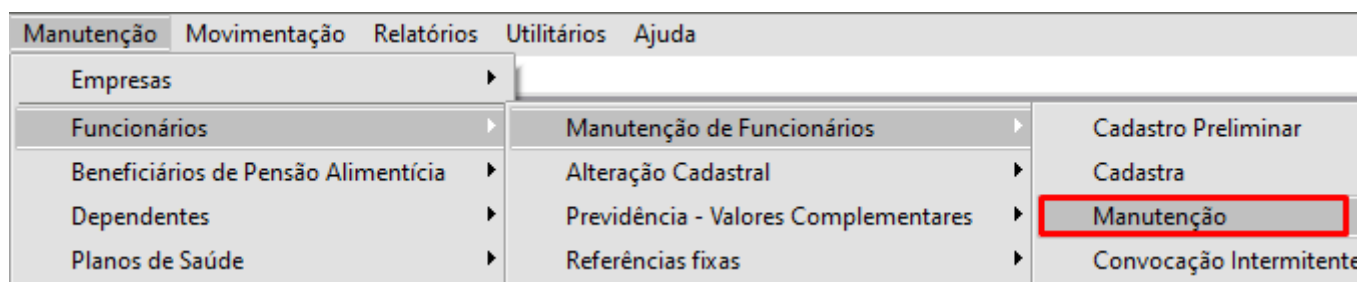 Manutenção Movimentação Relatórios Utilitários Ajuda
Empresas
Funcionários
Beneficiários de Pensão Alimentícia
Dependentes
Planos de Saúde
Manutenção de Funcionários
Alteração Cadastral
Previdência - Valores Complementares
Referências fixas
Cadastro Preliminar
Cadastra
Manutenção
Convocação Intermitente